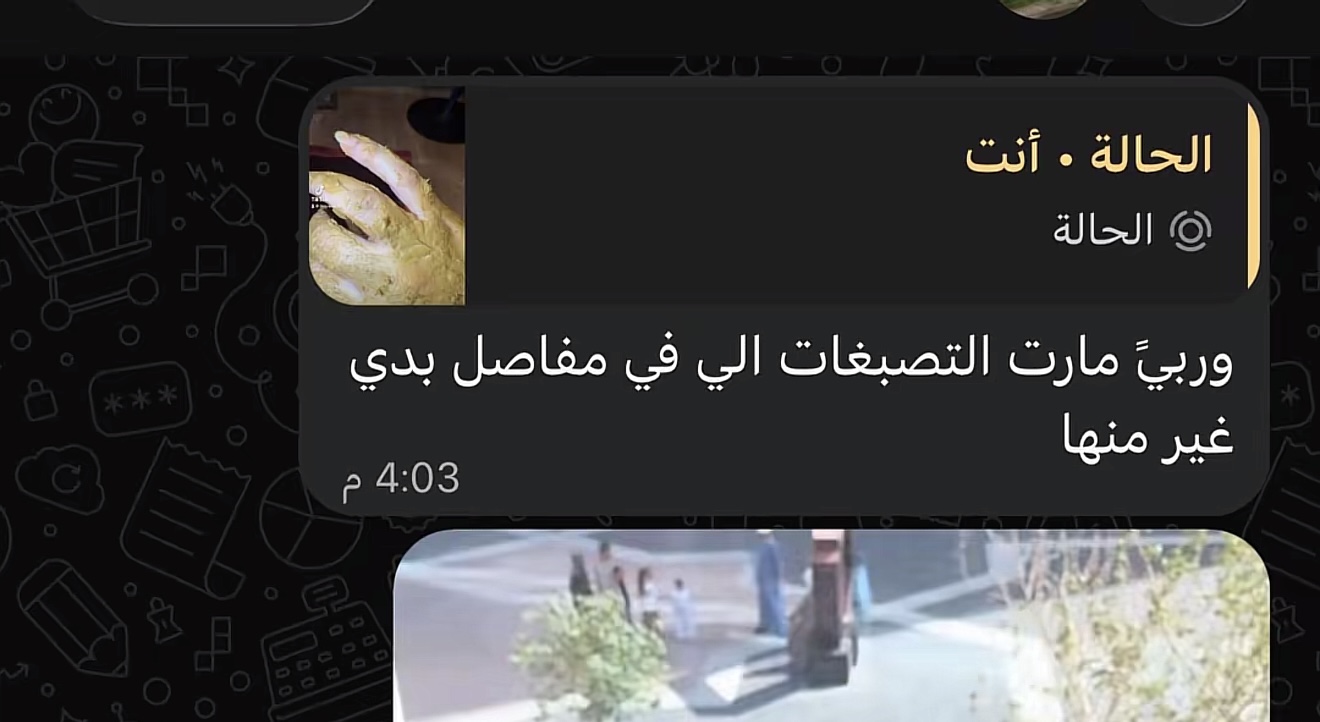 الحالة • أنت
الحالة
وربيً مارت التصبغات الي في مفاصل بدي
غير منها
4:03 م